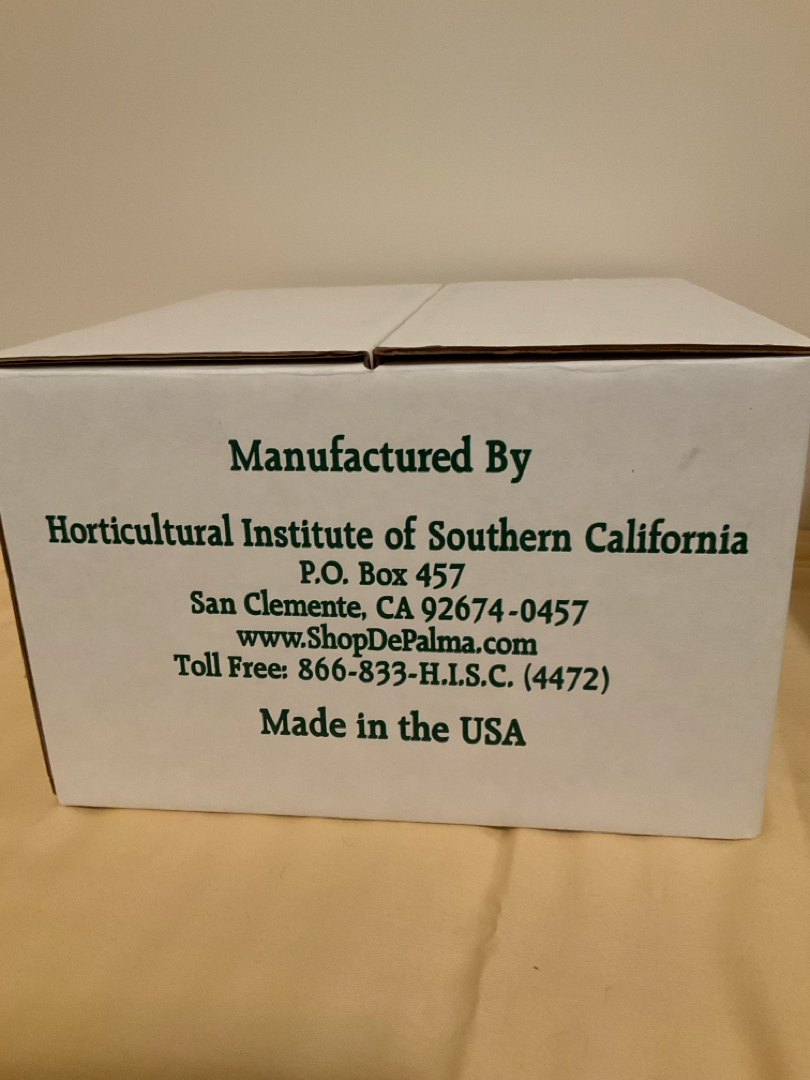 Manufactured By
Horticultural Institute of Southern California
P.O. Box 457
San Clemente, CA 92674-0457
www.ShopDePalma.com
Toll Free: 866-833-H.I.S.C. (4472)
Made in the USA